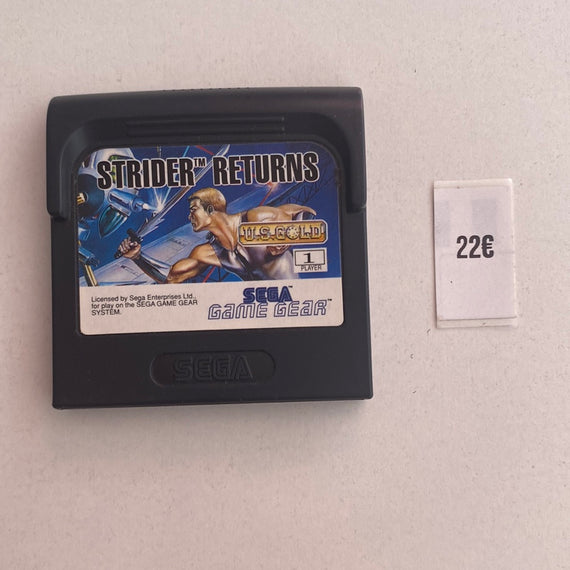 STRIDER™ RETURNS
U.S. GOLD
1
PLAYER
Licensed by Sega Enterprises Ltd.,
for play on the SEGA GAME GEAR
SYSTEM.
SEGA™
GAME GEAR™
SEGA
22€